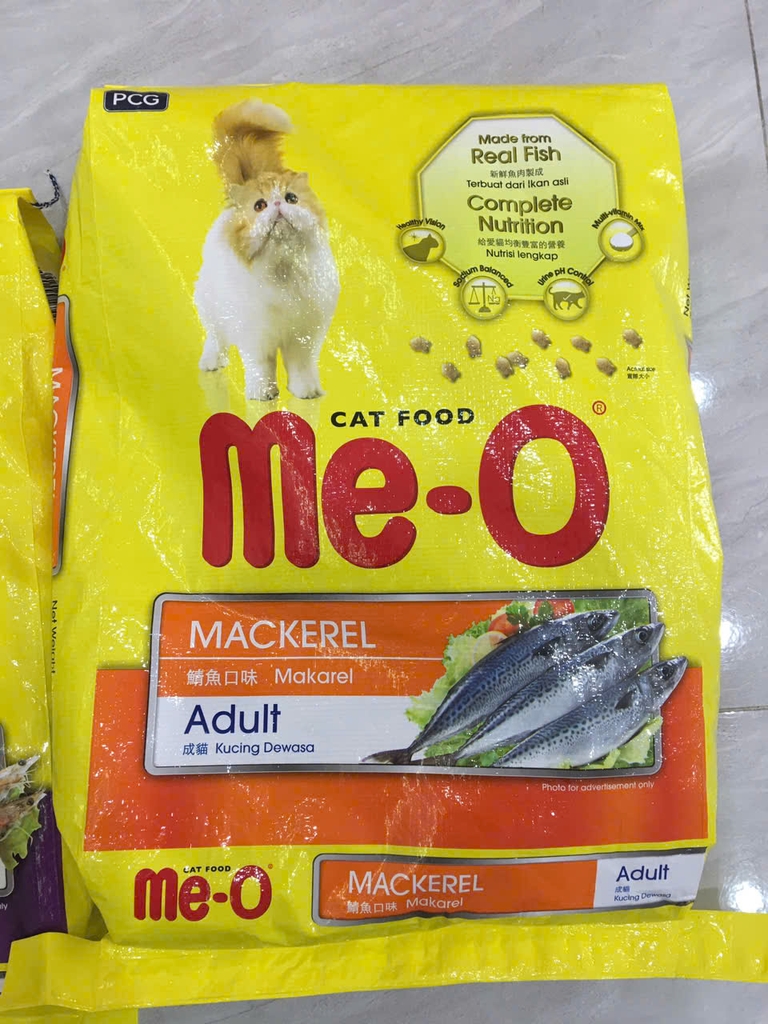 PCG
Made from
Real Fish
新鮮魚肉製成
Terbuat dari Ikan asli
Complete
Nutrition
給愛貓均衡豐富的營養
Nutrisi lengkap
Healthy Vision
Multi-vitamin Mix
Sodium Balanced
Urine pH Control
CAT FOOD
Me-O®
MACKEREL
鯖魚口味 Makarel
Adult
成貓 Kucing Dewasa
Photo for advertisement only
CAT FOOD
Me-O
MACKEREL
鯖魚口味 Makarel
Adult
成貓
Kucing Dewasa
Net Weight